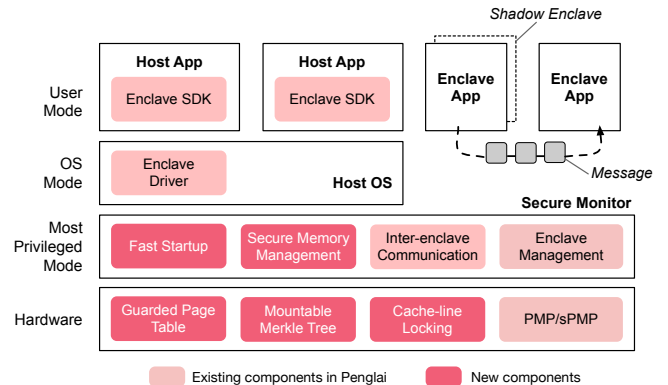 Shadow Enclave
Host App
Host App
Enclave SDK
Enclave SDK
Enclave
App
Enclave
App
User
Mode
Message
OS
Mode
Enclave
Driver
Host OS
Secure Monitor
Most
Privileged
Mode
Fast Startup
Secure Memory
Management
Inter-enclave
Communication
Enclave
Management
Hardware
Guarded Page
Table
Mountable
Merkle Tree
Cache-line
Locking
PMP/sPMP
Existing components in Penglai
New components